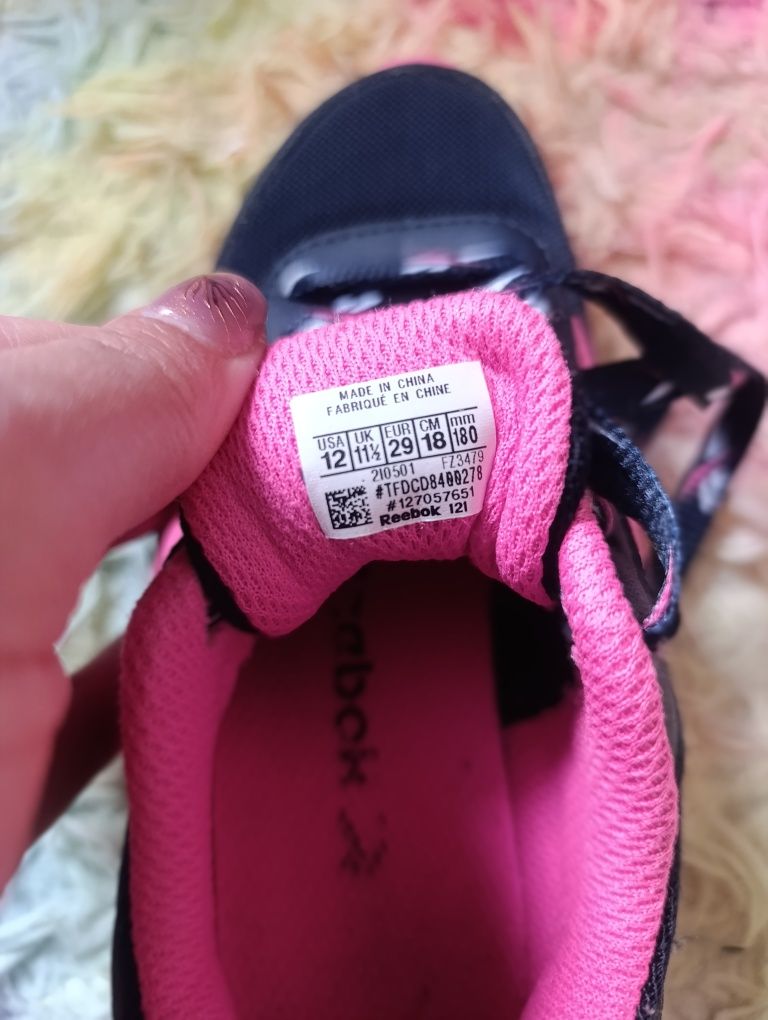 MADE IN CHINA
FABRIQUÉ EN CHINE
USA UK EUR CM mm
12 11½ 29 18 180
210501 FZ3479
#TFDCD8400278
#127057651
Reebok 121
Reebok